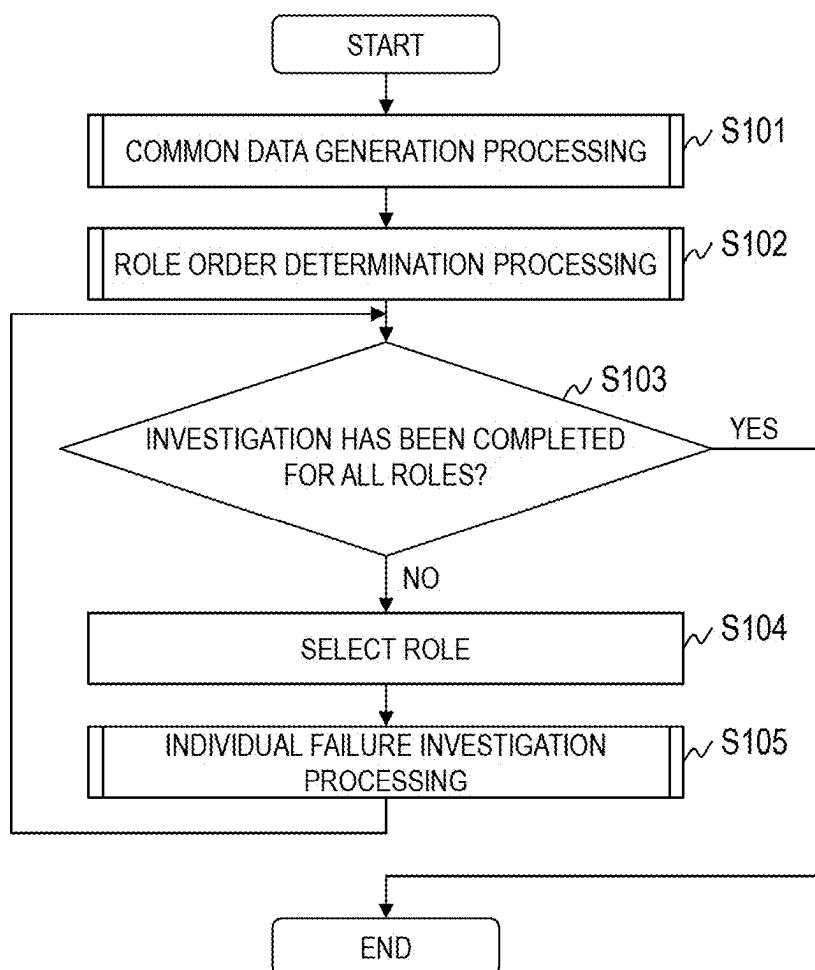 START
COMMON DATA GENERATION PROCESSING
S101
ROLE ORDER DETERMINATION PROCESSING
S102
S103
INVESTIGATION HAS BEEN COMPLETED
FOR ALL ROLES?
YES
NO
SELECT ROLE
S104
INDIVIDUAL FAILURE INVESTIGATION
PROCESSING
S105
END